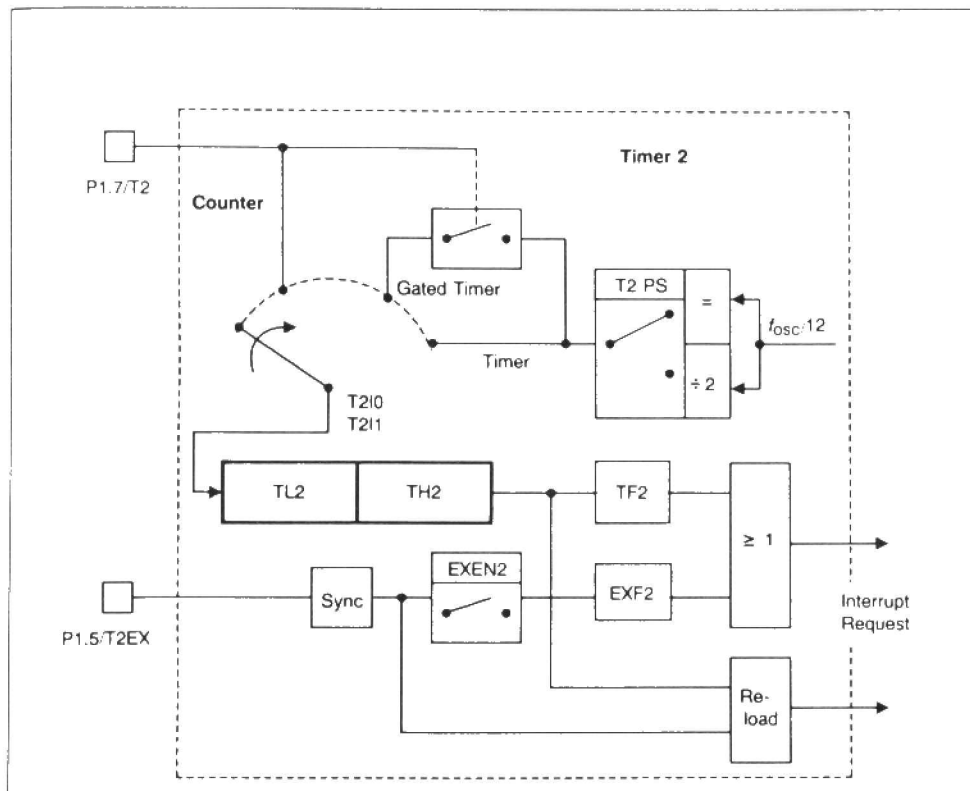 Timer 2
P1.7/T2
Counter
Gated Timer
T2 PS
=
fosc/12
÷ 2
Timer
T2I0
T2I1
TL2
TH2
TF2
≥ 1
EXEN2
Sync
EXF2
P1.5/T2EX
Interrupt
Request
Re-
load